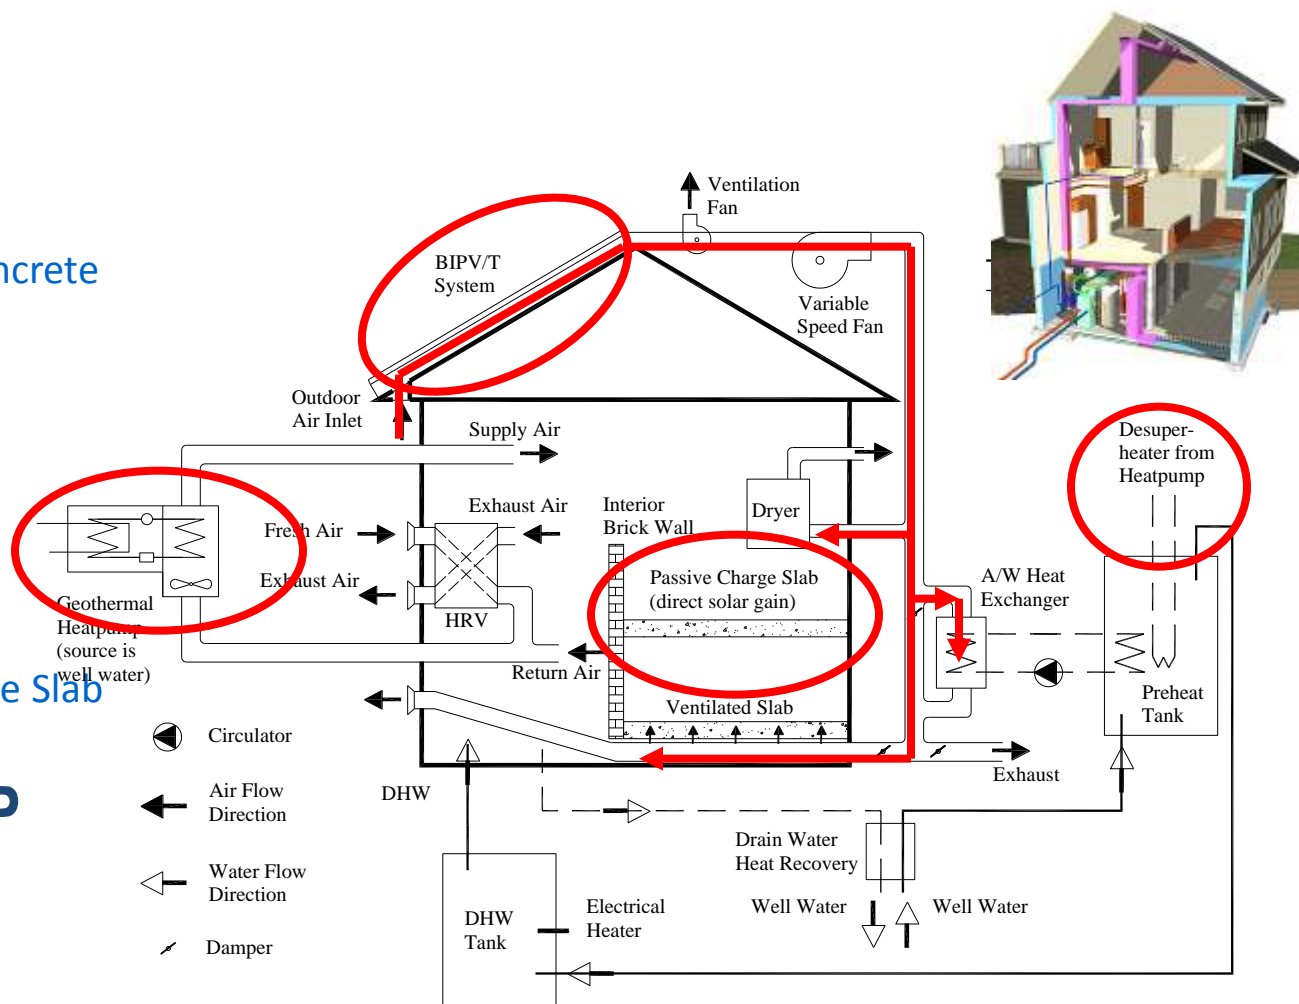 Ventilation
Fan
BIPV/T
System
ncrete
Variable
Speed Fan
Outdoor
Air Inlet
Supply Air
Desuper-
heater from
Heatpump
Interior
Brick Wall
Exhaust Air
Dryer
Fresh Air
Passive Charge Slab
(direct solar gain)
A/W Heat
Exchanger
Exhaust Air
HRV
Geothermal
Heatpump
(source is
well water)
Return Air
e Slab
Ventilated Slab
Preheat
Tank
Circulator
Exhaust
DHW
P
Air Flow
Direction
Drain Water
Heat Recovery
Water Flow
Direction
Well Water
Well Water
DHW
Tank
Electrical
Heater
Damper